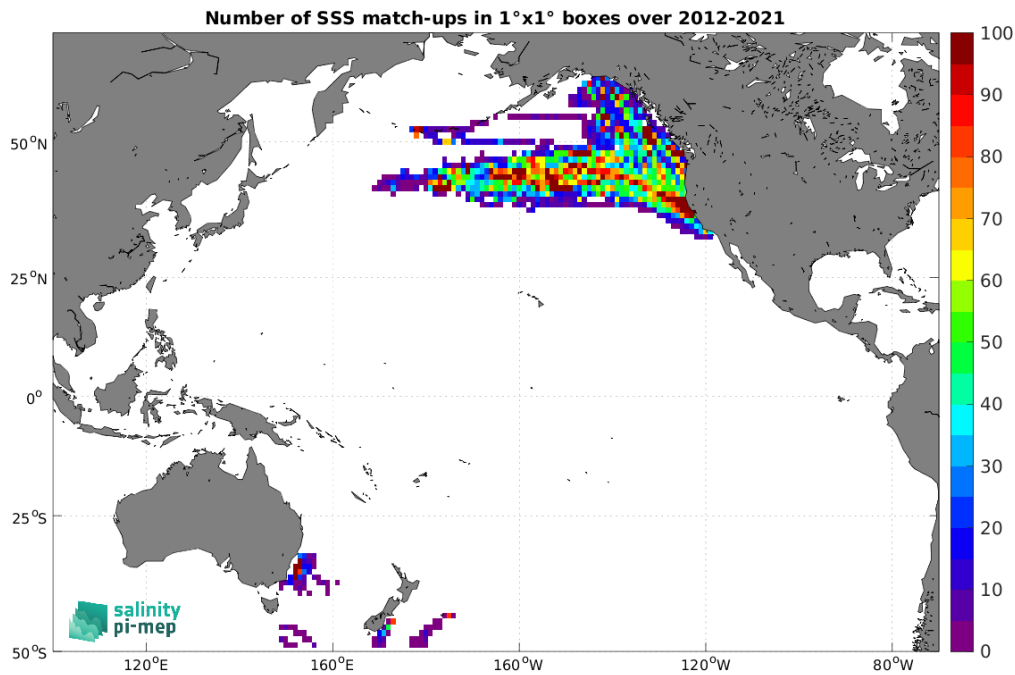 Number of SSS match-ups in 1°x1° boxes over 2012-2021
100
90
80
70
60
50
40
30
20
10
0
50°N
25°N
0°
25°S
50°S
salinity
pi-mep
120°E
160°E
160°W
120°W
80°W